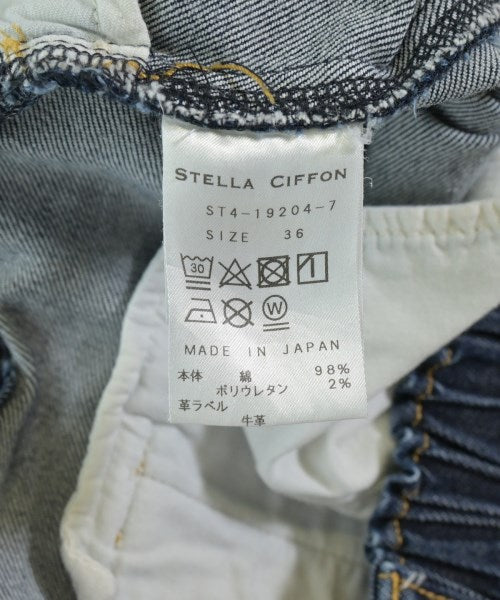 STELLA CIFFON
ST4-19204-7
SIZE 36
30
W
MADE IN JAPAN
本体 綿 98%
ポリウレタン 2%
革ラベル
牛革